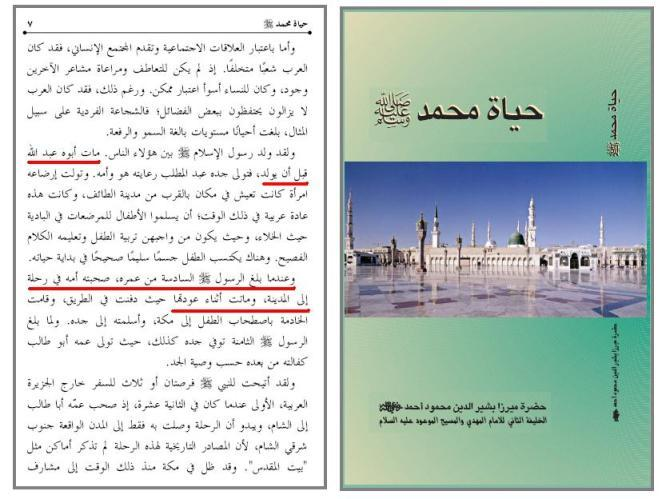 حياة محمد ﷺ
٧
وأما باعتبار العلاقات الاجتماعية وتقدم المجتمع الإنساني، فقد كان
العرب شعبًا متخلفًا. إذ لم يكن للتعاطف ومراعاة مشاعر الآخرين
وجود، وكان للنساء أسوأ اعتبار ممكن. ورغم ذلك، فقد كان العرب
لا يزالون يحتفظون ببعض الفضائل؛ فالشجاعة الفردية على سبيل
المثال، بلغت أحيانًا مستويات بالغة السمو والرفعة.
ولقد ولد رسول الإسلام ﷺ بين هؤلاء الناس. مات أبوه عبد الله
قبل أن يولد، فتولى جده عبد المطلب رعايته هو وأمه. وتولت إرضاعه
امرأة كانت تعيش في مكان بالقرب من مدينة الطائف، وكانت هذه
عادة عربية في ذلك الوقت؛ أن يسلموا الأطفال للمرضعات في البادية
حيث الخلاء، وحيث يكون من واجبهن تربية الطفل وتعليمه الكلام
الفصيح. وهناك يكتسب الطفل جسمًا سليمًا صحيحًا في بداية حياته.
وعندما بلغ الرسول ﷺ السادسة من عمره، صحبته أمه في رحلة
إلى المدينة، وماتت أثناء عودتها حيث دفنت في الطريق، وقامت
الخادمة باصطحاب الطفل إلى مكة، وأسلمته إلى جده. ولما بلغ
الرسول ﷺ الثامنة توفي جده كذلك، حيث تولى عمه أبو طالب
كفالته من بعده حسب وصية الجد.
ولقد أتيحت للنبي ﷺ فرصتان أو ثلاث للسفر خارج الجزيرة
العربية، الأولى عندما كان في الثانية عشرة، إذ صحب عمّه أبا طالب
إلى الشام، ويبدو أن الرحلة وصلت به فقط إلى المدن الواقعة جنوب
شرقي الشام، لأن المصادر التاريخية لهذه الرحلة لم تذكر أماكن مثل
"بيت المقدس". وقد ظل في مكة منذ ذلك الوقت إلى مشارف
حياة محمد ﷺ
حضرة ميرزا بشير الدين محمود أحمد
الخليفة الثاني للإمام المهدي والمسيح الموعود عليه السلام
حياة محمد ﷺ
حضرة ميرزا بشير الدين محمود أحمد